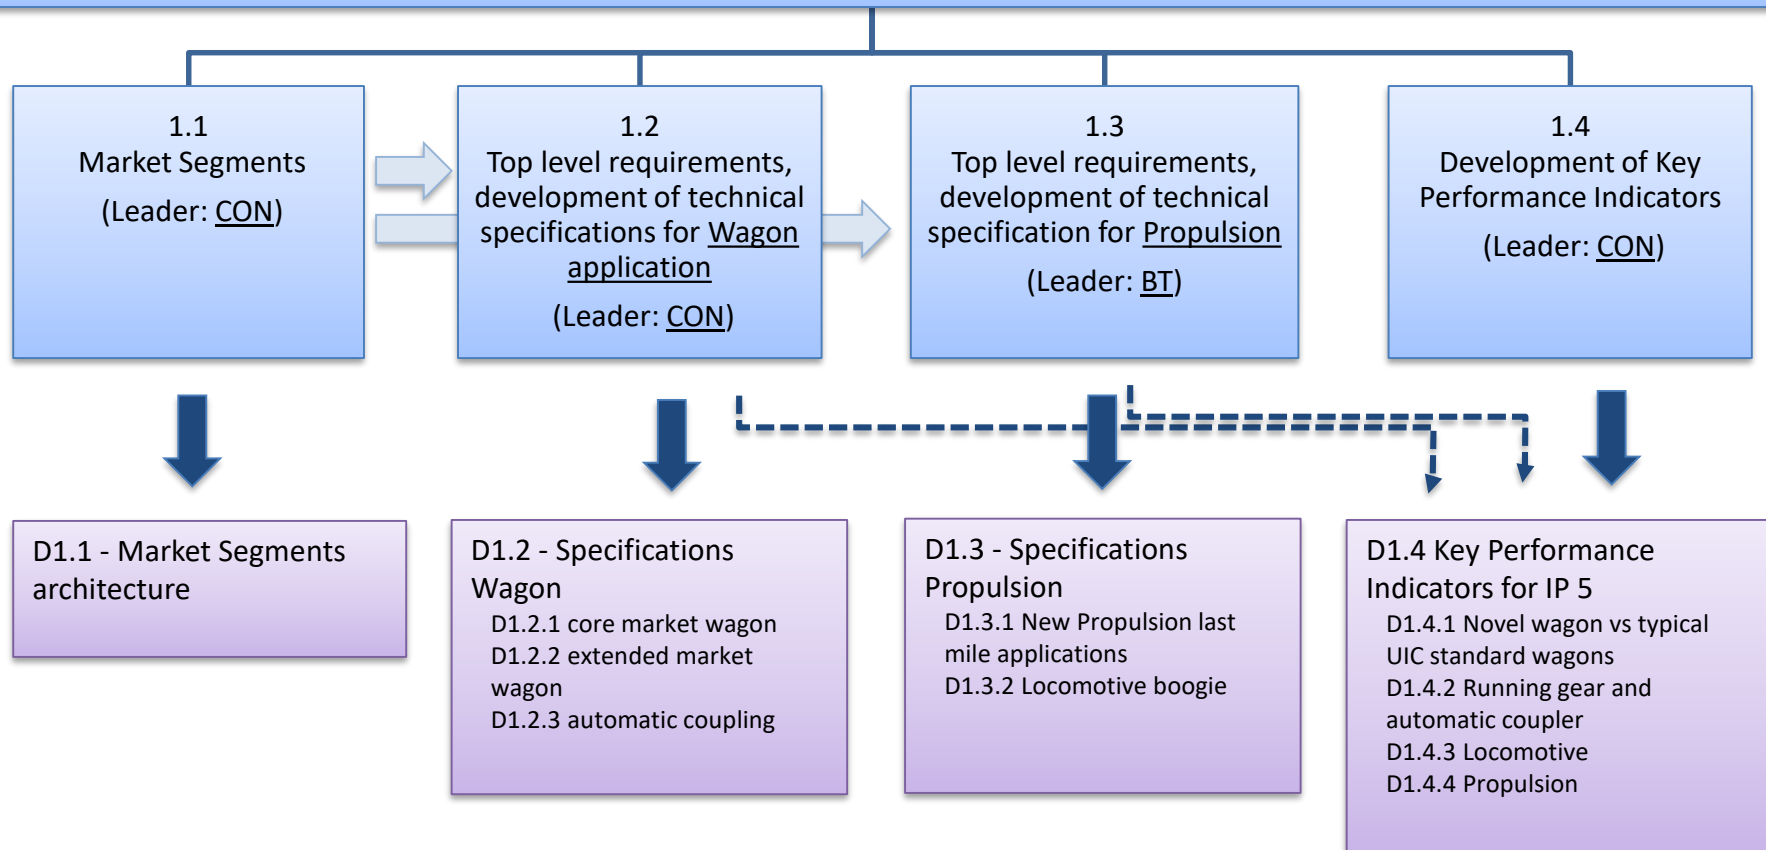 1.1
Market Segments
(Leader: CON)
1.2
Top level requirements,
development of technical
specifications for Wagon
application
(Leader: CON)
1.3
Top level requirements,
development of technical
specification for Propulsion
(Leader: BT)
1.4
Development of Key
Performance Indicators
(Leader: CON)
D1.1 - Market Segments
architecture
D1.2 - Specifications
Wagon
D1.2.1 core market wagon
D1.2.2 extended market
wagon
D1.2.3 automatic coupling
D1.3 - Specifications
Propulsion
D1.3.1 New Propulsion last
mile applications
D1.3.2 Locomotive boogie
D1.4 Key Performance
Indicators for IP 5
D1.4.1 Novel wagon vs typical
UIC standard wagons
D1.4.2 Running gear and
automatic coupler
D1.4.3 Locomotive
D1.4.4 Propulsion